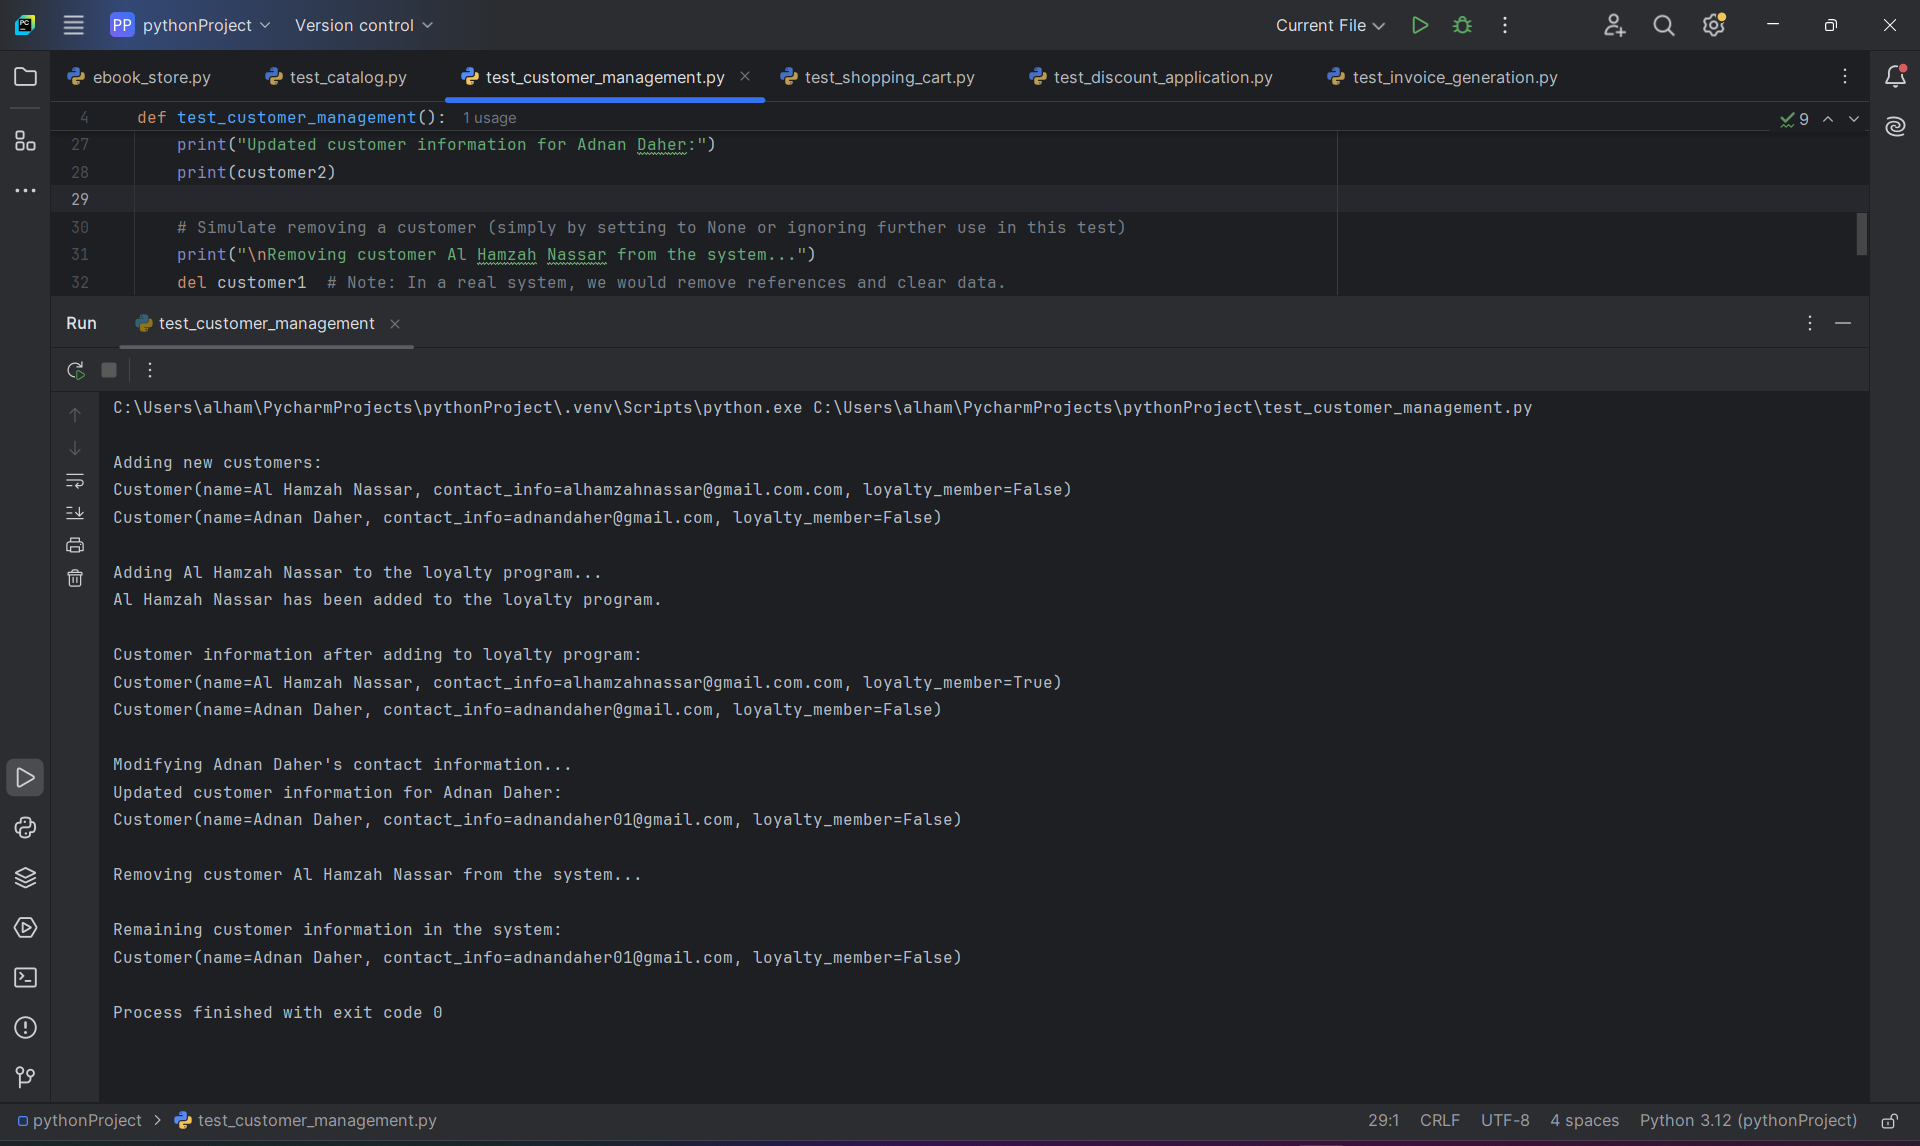 PC
PP pythonProject Version control Current File
ebook_store.py test_catalog.py test_customer_management.py test_shopping_cart.py test_discount_application.py test_invoice_generation.py
4 def test_customer_management(): 1 usage 9
27 print("Updated customer information for Adnan Daher:")
28 print(customer2)
29
30 # Simulate removing a customer (simply by setting to None or ignoring further use in this test)
31 print("\nRemoving customer Al Hamzah Nassar from the system...")
32 del customer1 # Note: In a real system, we would remove references and clear data.
Run test_customer_management
C:\Users\alham\PycharmProjects\pythonProject\.venv\Scripts\python.exe C:\Users\alham\PycharmProjects\pythonProject\test_customer_management.py
Adding new customers:
Customer(name=Al Hamzah Nassar, contact_info=alhamzahnassar@gmail.com.com, loyalty_member=False)
Customer(name=Adnan Daher, contact_info=adnandaher@gmail.com, loyalty_member=False)
Adding Al Hamzah Nassar to the loyalty program...
Al Hamzah Nassar has been added to the loyalty program.
Customer information after adding to loyalty program:
Customer(name=Al Hamzah Nassar, contact_info=alhamzahnassar@gmail.com.com, loyalty_member=True)
Customer(name=Adnan Daher, contact_info=adnandaher@gmail.com, loyalty_member=False)
Modifying Adnan Daher's contact information...
Updated customer information for Adnan Daher:
Customer(name=Adnan Daher, contact_info=adnandaher01@gmail.com, loyalty_member=False)
Removing customer Al Hamzah Nassar from the system...
Remaining customer information in the system:
Customer(name=Adnan Daher, contact_info=adnandaher01@gmail.com, loyalty_member=False)
Process finished with exit code 0
pythonProject > test_customer_management.py 29:1 CRLF UTF-8 4 spaces Python 3.12 (pythonProject)